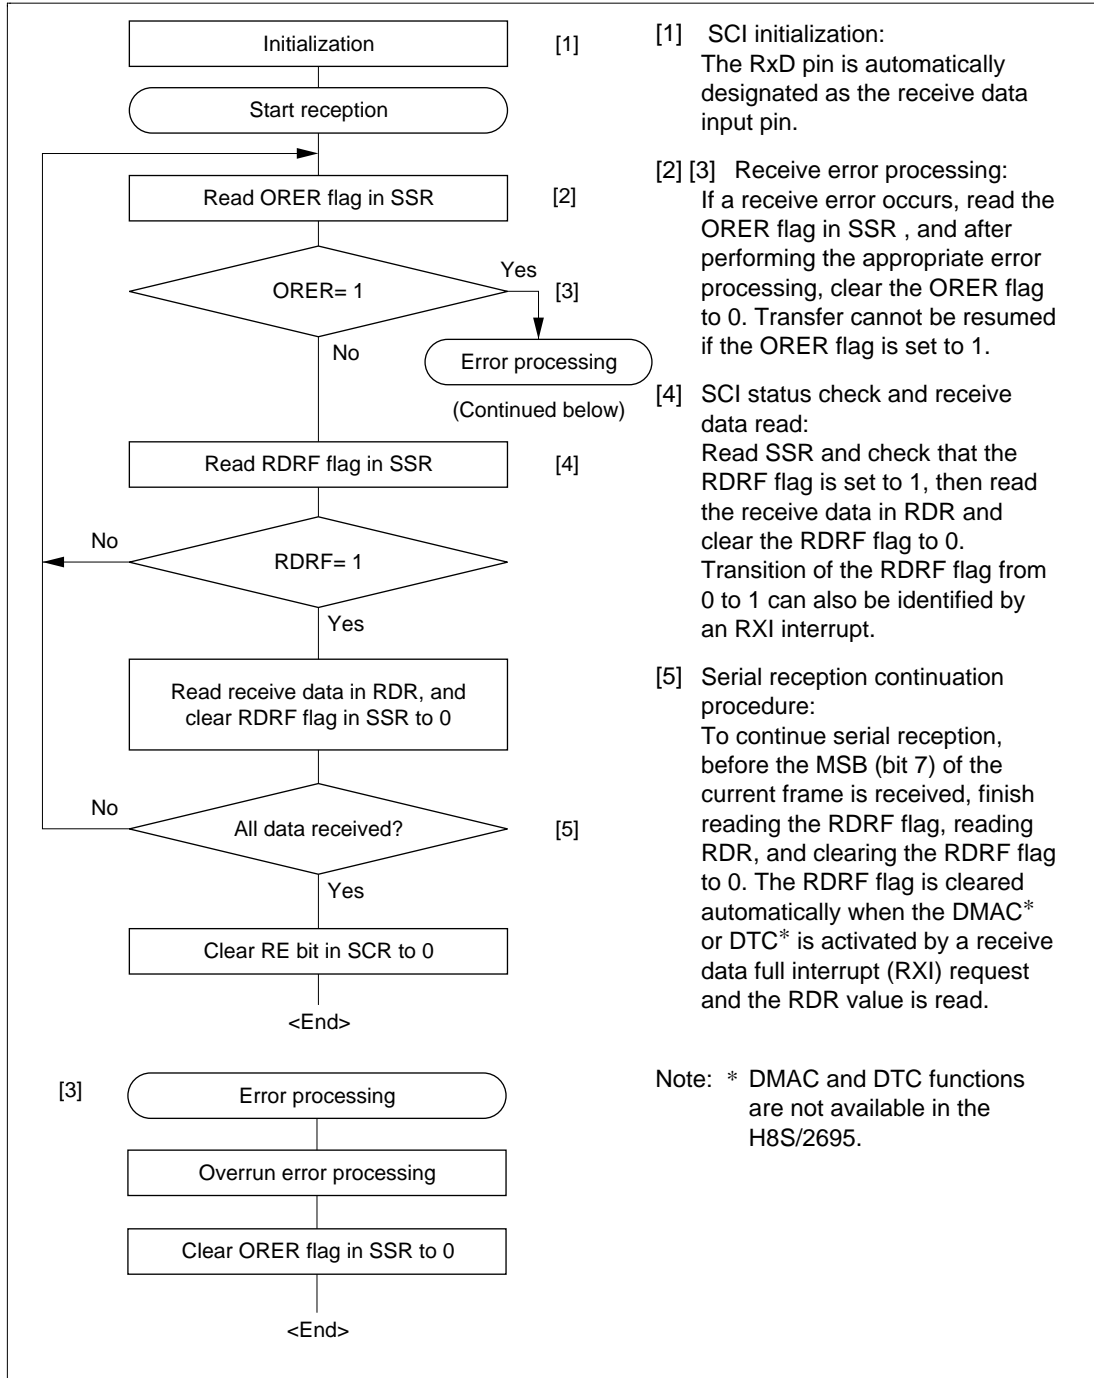 Initialization
[1]
Start reception
Read ORER flag in SSR
[2]
ORER= 1
Yes
[3]
No
Error processing
(Continued below)
Read RDRF flag in SSR
[4]
No
RDRF= 1
Yes
Read receive data in RDR, and
clear RDRF flag in SSR to 0
No
All data received?
[5]
Yes
Clear RE bit in SCR to 0
<End>
[3]
Error processing
Overrun error processing
Clear ORER flag in SSR to 0
<End>
[1] SCI initialization:
The RxD pin is automatically
designated as the receive data
input pin.
[2] [3] Receive error processing:
If a receive error occurs, read the
ORER flag in SSR , and after
performing the appropriate error
processing, clear the ORER flag
to 0. Transfer cannot be resumed
if the ORER flag is set to 1.
[4] SCI status check and receive
data read:
Read SSR and check that the
RDRF flag is set to 1, then read
the receive data in RDR and
clear the RDRF flag to 0.
Transition of the RDRF flag from
0 to 1 can also be identified by
an RXI interrupt.
[5] Serial reception continuation
procedure:
To continue serial reception,
before the MSB (bit 7) of the
current frame is received, finish
reading the RDRF flag, reading
RDR, and clearing the RDRF flag
to 0. The RDRF flag is cleared
automatically when the DMAC*
or DTC* is activated by a receive
data full interrupt (RXI) request
and the RDR value is read.
Note: * DMAC and DTC functions
are not available in the
H8S/2695.